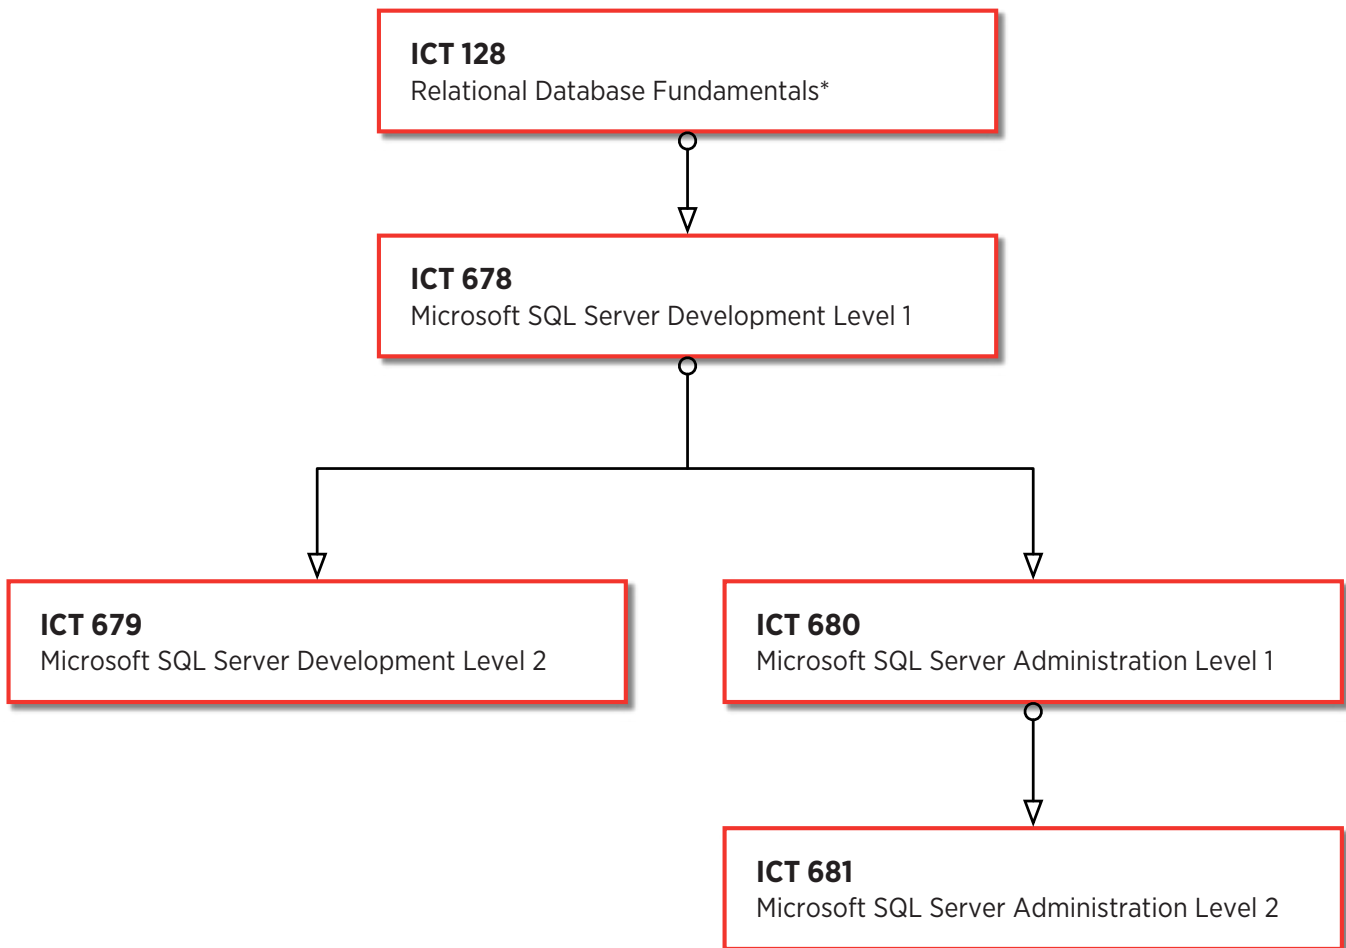 ICT 128
Relational Database Fundamentals*
ICT 678
Microsoft SQL Server Development Level 1
ICT 679
Microsoft SQL Server Development Level 2
ICT 680
Microsoft SQL Server Administration Level 1
ICT 681
Microsoft SQL Server Administration Level 2